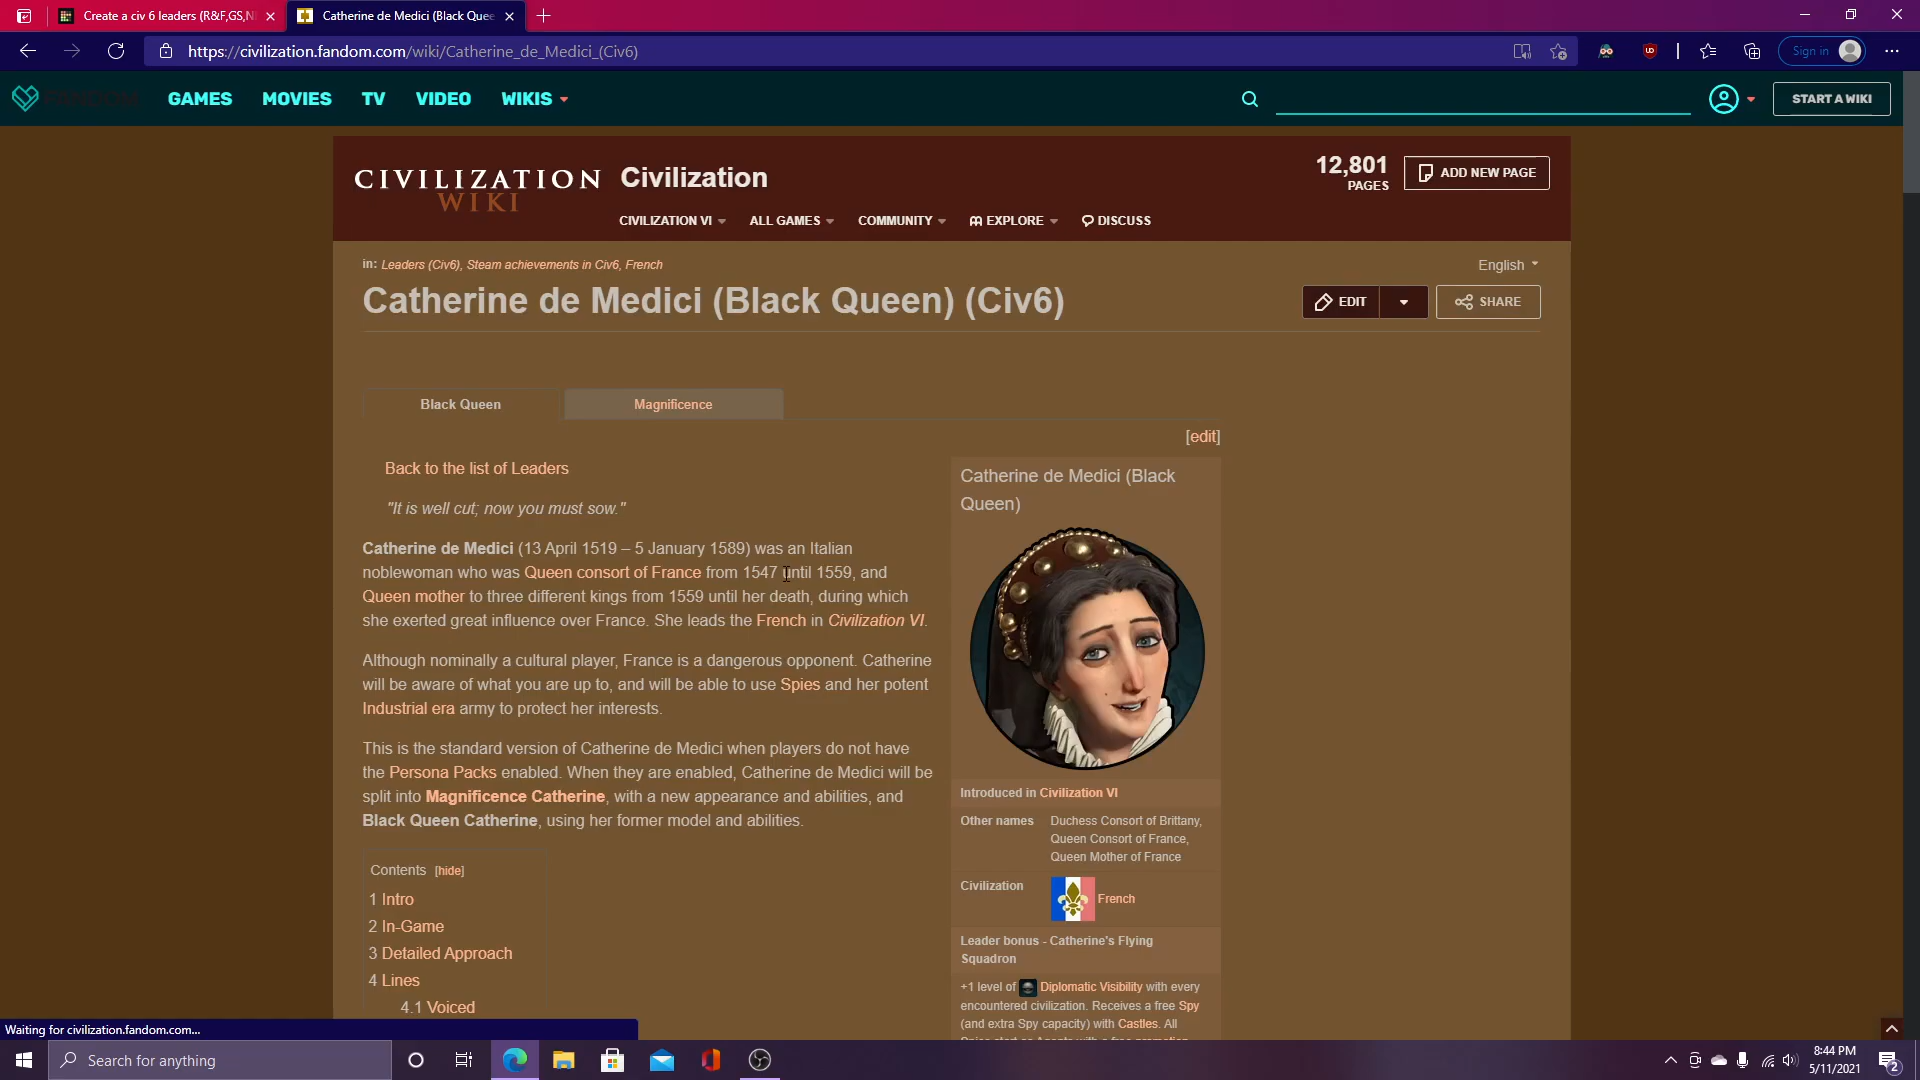 Create a civ 6 leaders (R&F,GS,N
Catherine de Medici (Black Quee
https://civilization.fandom.com/wiki/Catherine_de_Medici_(Civ6)
Sign in
FANDOM
GAMES
MOVIES
TV
VIDEO
WIKIS
START A WIKI
CIVILIZATION
WIKI
Civilization
12,801
PAGES
ADD NEW PAGE
CIVILIZATION VI
ALL GAMES
COMMUNITY
EXPLORE
DISCUSS
in: Leaders (Civ6), Steam achievements in Civ6, French
English
Catherine de Medici (Black Queen) (Civ6)
EDIT
SHARE
Black Queen
Magnificence
[edit]
Back to the list of Leaders
"It is well cut; now you must sow."
Catherine de Medici (13 April 1519 – 5 January 1589) was an Italian
noblewoman who was Queen consort of France from 1547 until 1559, and
Queen mother to three different kings from 1559 until her death, during which
she exerted great influence over France. She leads the French in Civilization VI.
Although nominally a cultural player, France is a dangerous opponent. Catherine
will be aware of what you are up to, and will be able to use Spies and her potent
Industrial era army to protect her interests.
This is the standard version of Catherine de Medici when players do not have
the Persona Packs enabled. When they are enabled, Catherine de Medici will be
split into Magnificence Catherine, with a new appearance and abilities, and
Black Queen Catherine, using her former model and abilities.
Contents [hide]
1 Intro
2 In-Game
3 Detailed Approach
4 Lines
4.1 Voiced
Catherine de Medici (Black
Queen)
Introduced in Civilization VI
Other names
Duchess Consort of Brittany,
Queen Consort of France,
Queen Mother of France
Civilization
French
Leader bonus - Catherine's Flying
Squadron
+1 level of Diplomatic Visibility with every
encountered civilization. Receives a free Spy
(and extra Spy capacity) with Castles. All
Spies start as Agents with a free promotion
Waiting for civilization.fandom.com...
Search for anything
8:44 PM
5/11/2021
2